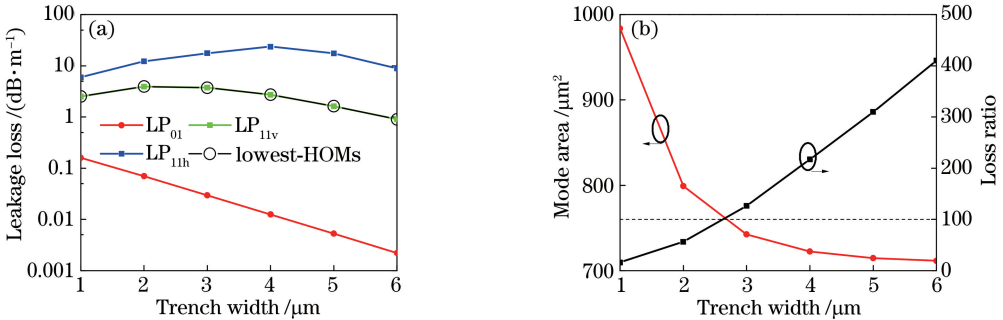 (a)
100
10
1
0.1
0.01
0.001
Leakage loss /(dB·m⁻¹)
LP₀₁
LP₁₁ᵥ
LP₁₁ₕ
lowest-HOMs
1 2 3 4 5 6
Trench width /μm
(b)
1000
900
800
700
Mode area/μm²
500
400
300
200
100
0
Loss ratio
1 2 3 4 5 6
Trench width /μm